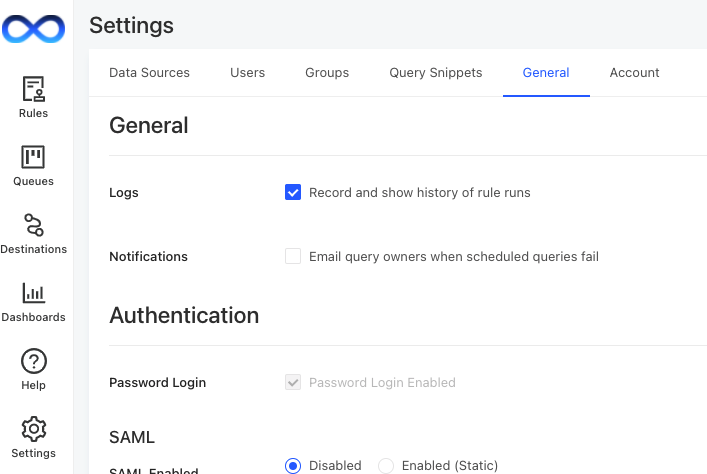 Settings
Data Sources Users Groups Query Snippets General Account
Rules
Queues
Destinations
Dashboards
Help
Settings
General
Logs Record and show history of rule runs
Notifications Email query owners when scheduled queries fail
Authentication
Password Login Password Login Enabled
SAML
SAML Enabled Disabled Enabled (Static)